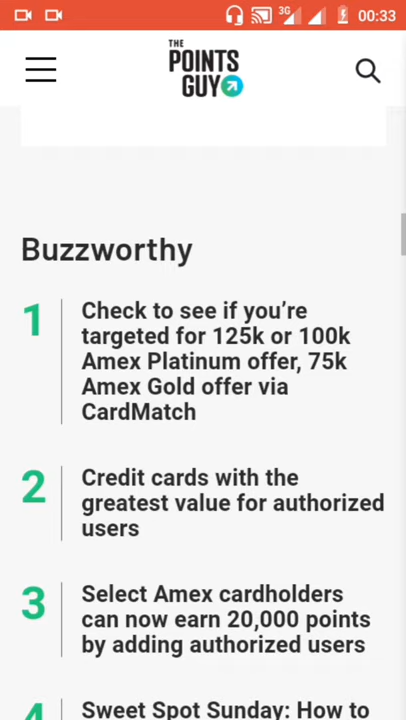 3G
00:33
THE
POINTS
GUY
Buzzworthy
1
Check to see if you’re
targeted for 125k or 100k
Amex Platinum offer, 75k
Amex Gold offer via
CardMatch
2
Credit cards with the
greatest value for authorized
users
3
Select Amex cardholders
can now earn 20,000 points
by adding authorized users
4
Sweet Spot Sunday: How to